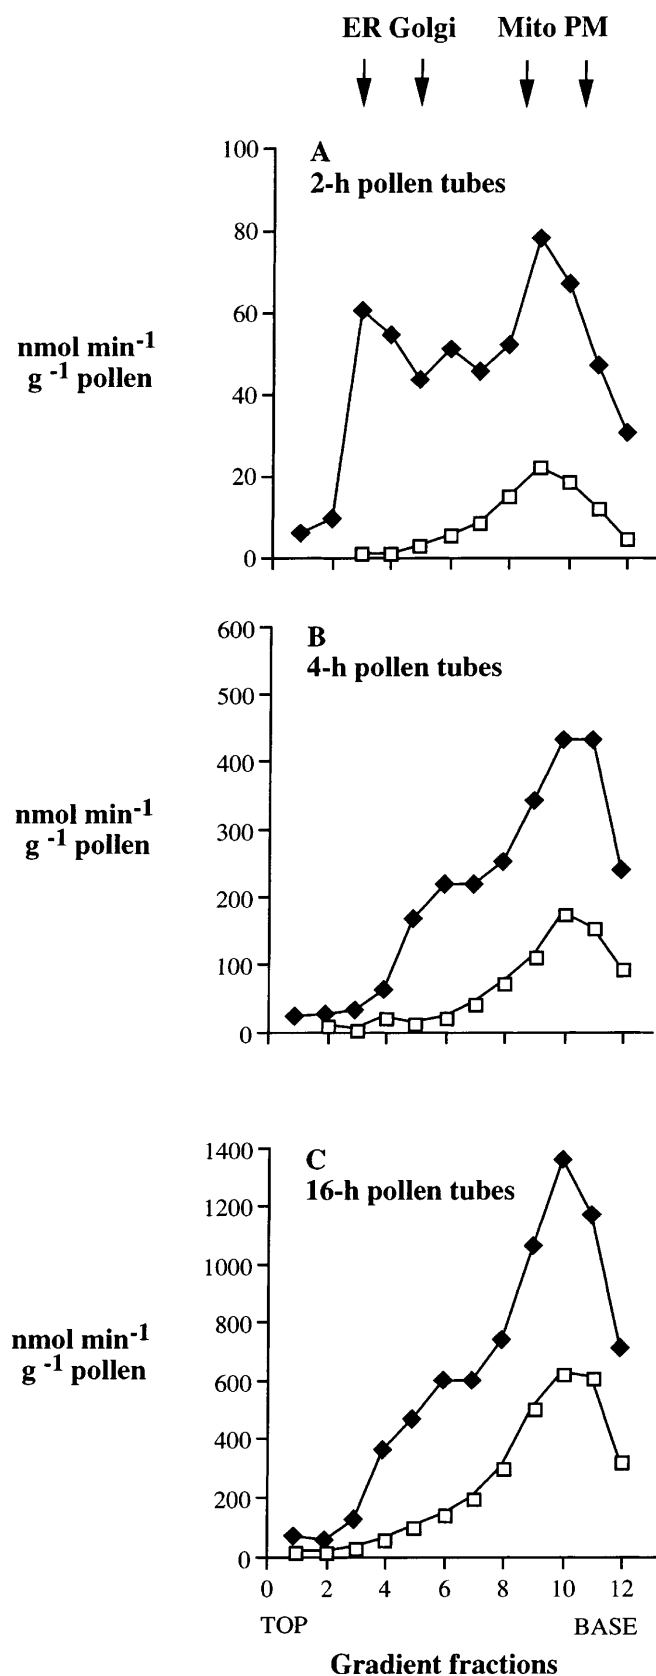 ER Golgi Mito PM
A
2-h pollen tubes
100
80
60
40
20
0
nmol min-1
g -1 pollen
B
4-h pollen tubes
600
500
400
300
200
100
0
nmol min-1
g -1 pollen
C
16-h pollen tubes
1400
1200
1000
800
600
400
200
0
nmol min-1
g -1 pollen
0 2 4 6 8 10 12
TOP BASE
Gradient fractions